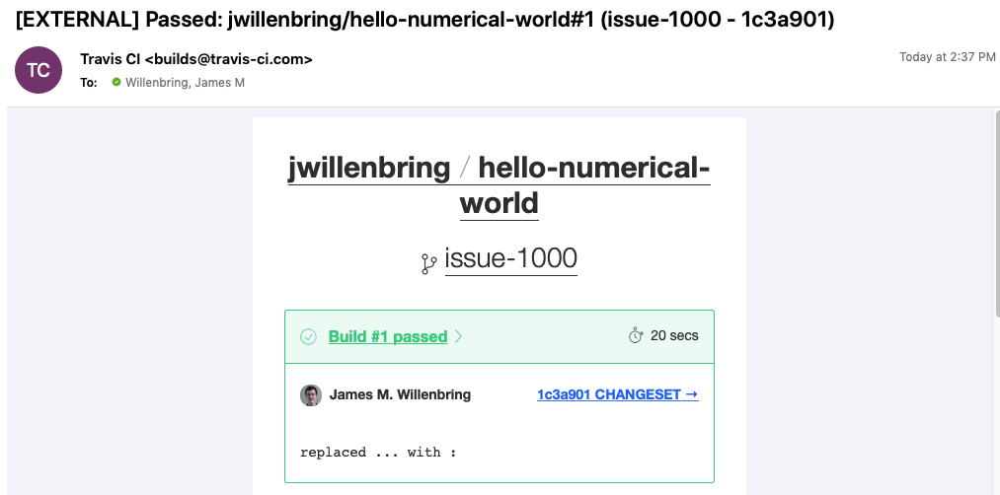 [EXTERNAL] Passed: jwillenbring/hello-numerical-world#1 (issue-1000 - 1c3a901)
TC
Travis CI <builds@travis-ci.com>
Today at 2:37 PM
To: Willenbring, James M
jwillenbring / hello-numerical-
world
issue-1000
Build #1 passed
20 secs
James M. Willenbring
1c3a901 CHANGESET →
replaced ... with :